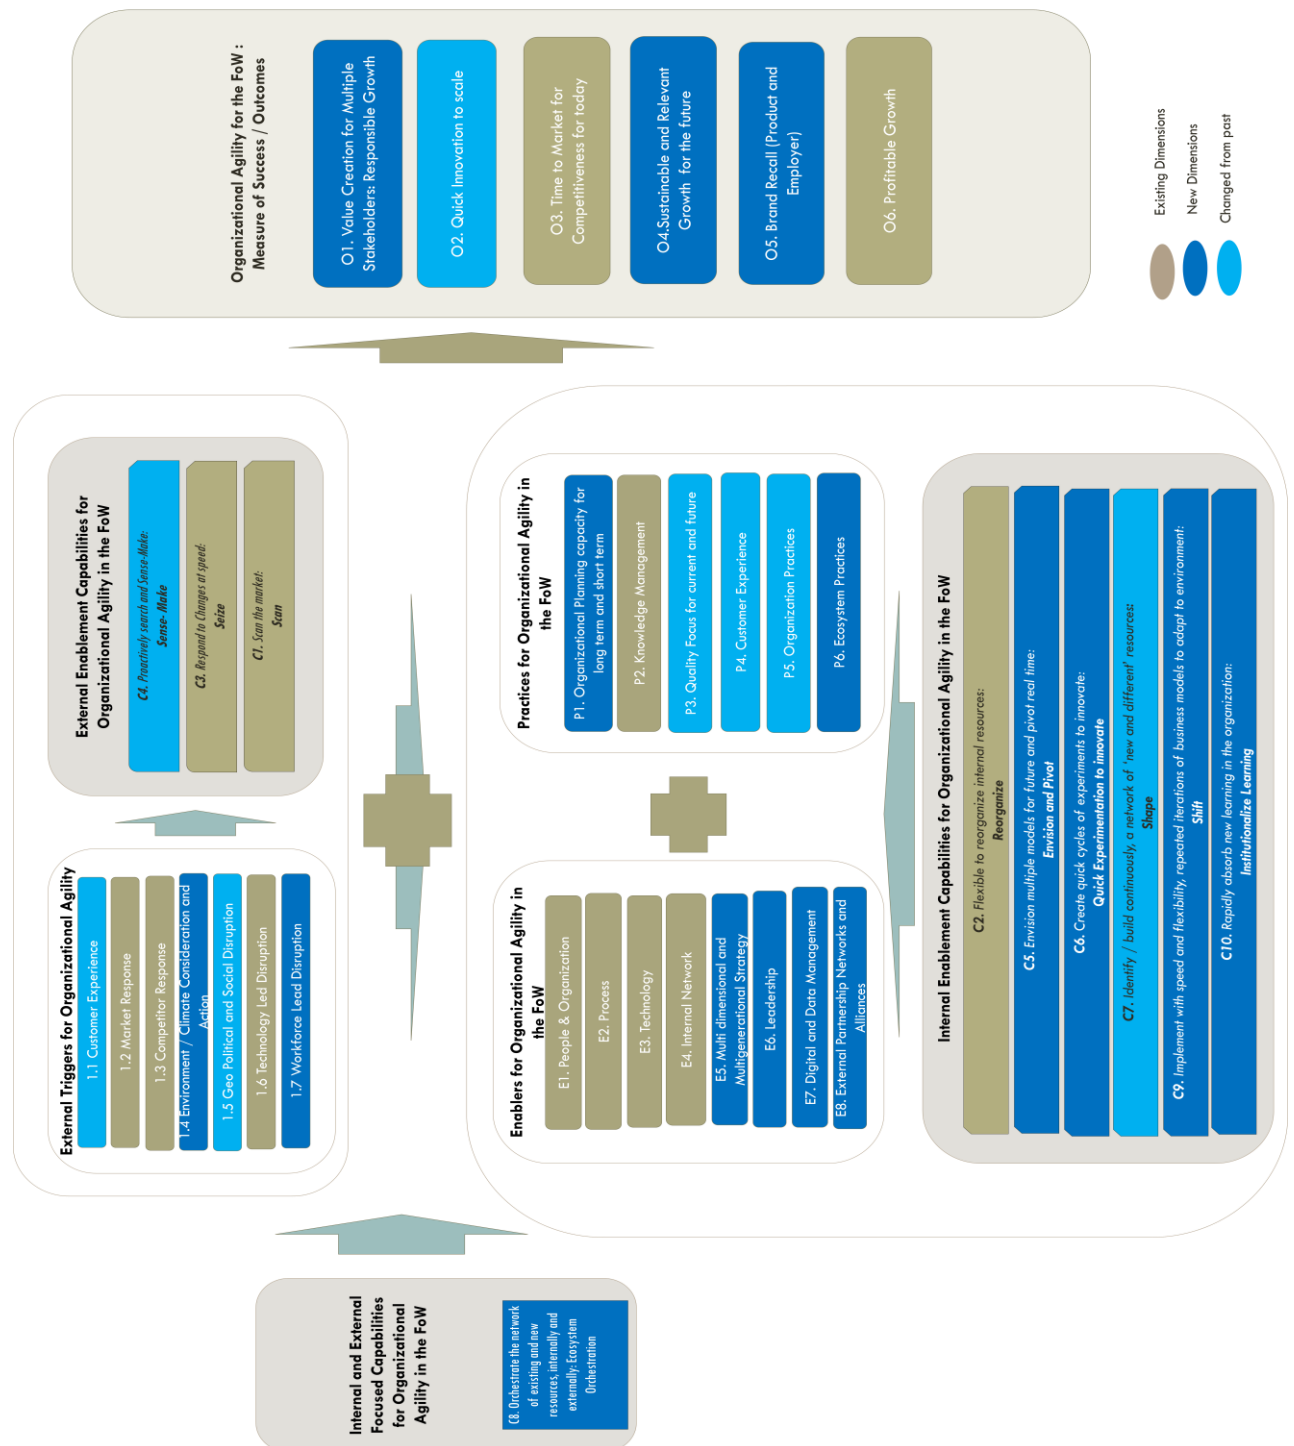 Internal and External
Focused Capabilities
for Organizational
Agility in the FoW
C8. Orchestrate the network
of existing and new
resources, internally and
externally: Ecosystem
Orchestration
External Triggers for Organizational Agility
1.1 Customer Experience
1.2 Market Response
1.3 Competitor Response
1.4 Environment / Climate Consideration and
Action
1.5 Geo Political and Social Disruption
1.6 Technology Led Disruption
1.7 Workforce Lead Disruption
External Enablement Capabilities for
Organizational Agility in the FoW
C4. Proactively search and Sense-Make:
Sense- Make
C3. Respond to Changes at speed:
Seize
C1. Scan the market:
Scan
Enablers for Organizational Agility in
the FoW
E1. People & Organization
E2. Process
E3. Technology
E4. Internal Network
E5. Multi dimensional and
Multigenerational Strategy
E6. Leadership
E7. Digital and Data Management
E8. External Partnership Networks and
Alliances
Practices for Organizational Agility in
the FoW
P1. Organizational Planning capacity for
long term and short term
P2. Knowledge Management
P3. Quality Focus for current and future
P4. Customer Experience
P5. Organization Practices
P6. Ecosystem Practices
Internal Enablement Capabilities for Organizational Agility in the FoW
C2. Flexible to reorganize internal resources:
Reorganize
C5. Envision multiple models for future and pivot real time:
Envision and Pivot
C6. Create quick cycles of experiments to innovate:
Quick Experimentation to innovate
C7. Identify / build continuously, a network of 'new and different' resources:
Shape
C9. Implement with speed and flexibility, repeated iterations of business models to adapt to environment:
Shift
C10. Rapidly absorb new learning in the organization:
Institutionalize Learning
Organizational Agility for the FoW :
Measure of Success / Outcomes
O1. Value Creation for Multiple
Stakeholders: Responsible Growth
O2. Quick Innovation to scale
O3. Time to Market for
Competitiveness for today
O4.Sustainable and Relevant
Growth for the future
O5. Brand Recall (Product and
Employer)
O6. Profitable Growth
Existing Dimensions
New Dimensions
Changed from past